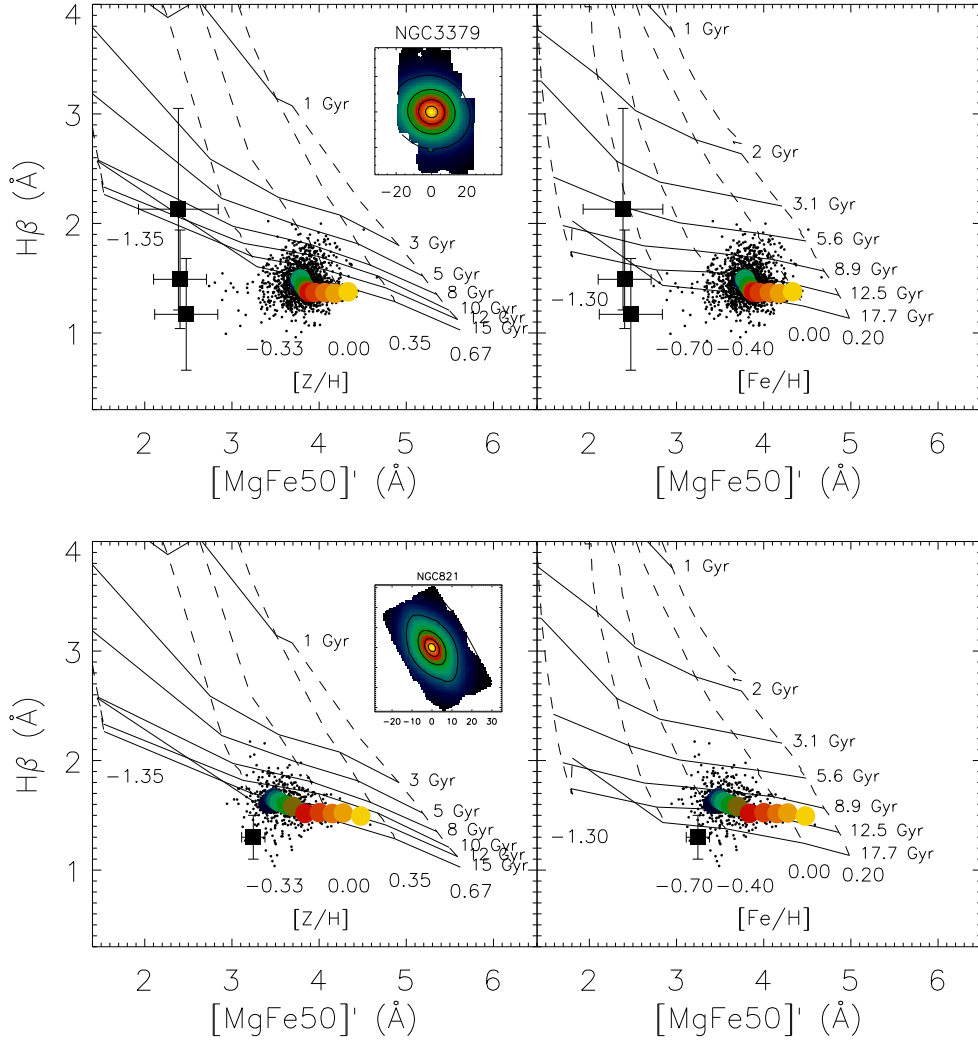 NGC3379
4
3
2
1
Hβ (Å)
1 Gyr
3 Gyr
5 Gyr
8 Gyr
10 Gyr
12 Gyr
15 Gyr
−1.35
−0.33
0.00
0.35
0.67
[Z/H]
−20 0 20
2 3 4 5 6
[MgFe50]' (Å)
1 Gyr
2 Gyr
3.1 Gyr
5.6 Gyr
8.9 Gyr
12.5 Gyr
17.7 Gyr
−1.30
−0.70
−0.40
0.00
0.20
[Fe/H]
2 3 4 5 6
[MgFe50]' (Å)
NGC821
4
3
2
1
Hβ (Å)
1 Gyr
3 Gyr
5 Gyr
8 Gyr
10 Gyr
12 Gyr
15 Gyr
−1.35
−0.33
0.00
0.35
0.67
[Z/H]
−20 −10 0 10 20 30
2 3 4 5 6
[MgFe50]' (Å)
1 Gyr
2 Gyr
3.1 Gyr
5.6 Gyr
8.9 Gyr
12.5 Gyr
17.7 Gyr
−1.30
−0.70
−0.40
0.00
0.20
[Fe/H]
2 3 4 5 6
[MgFe50]' (Å)